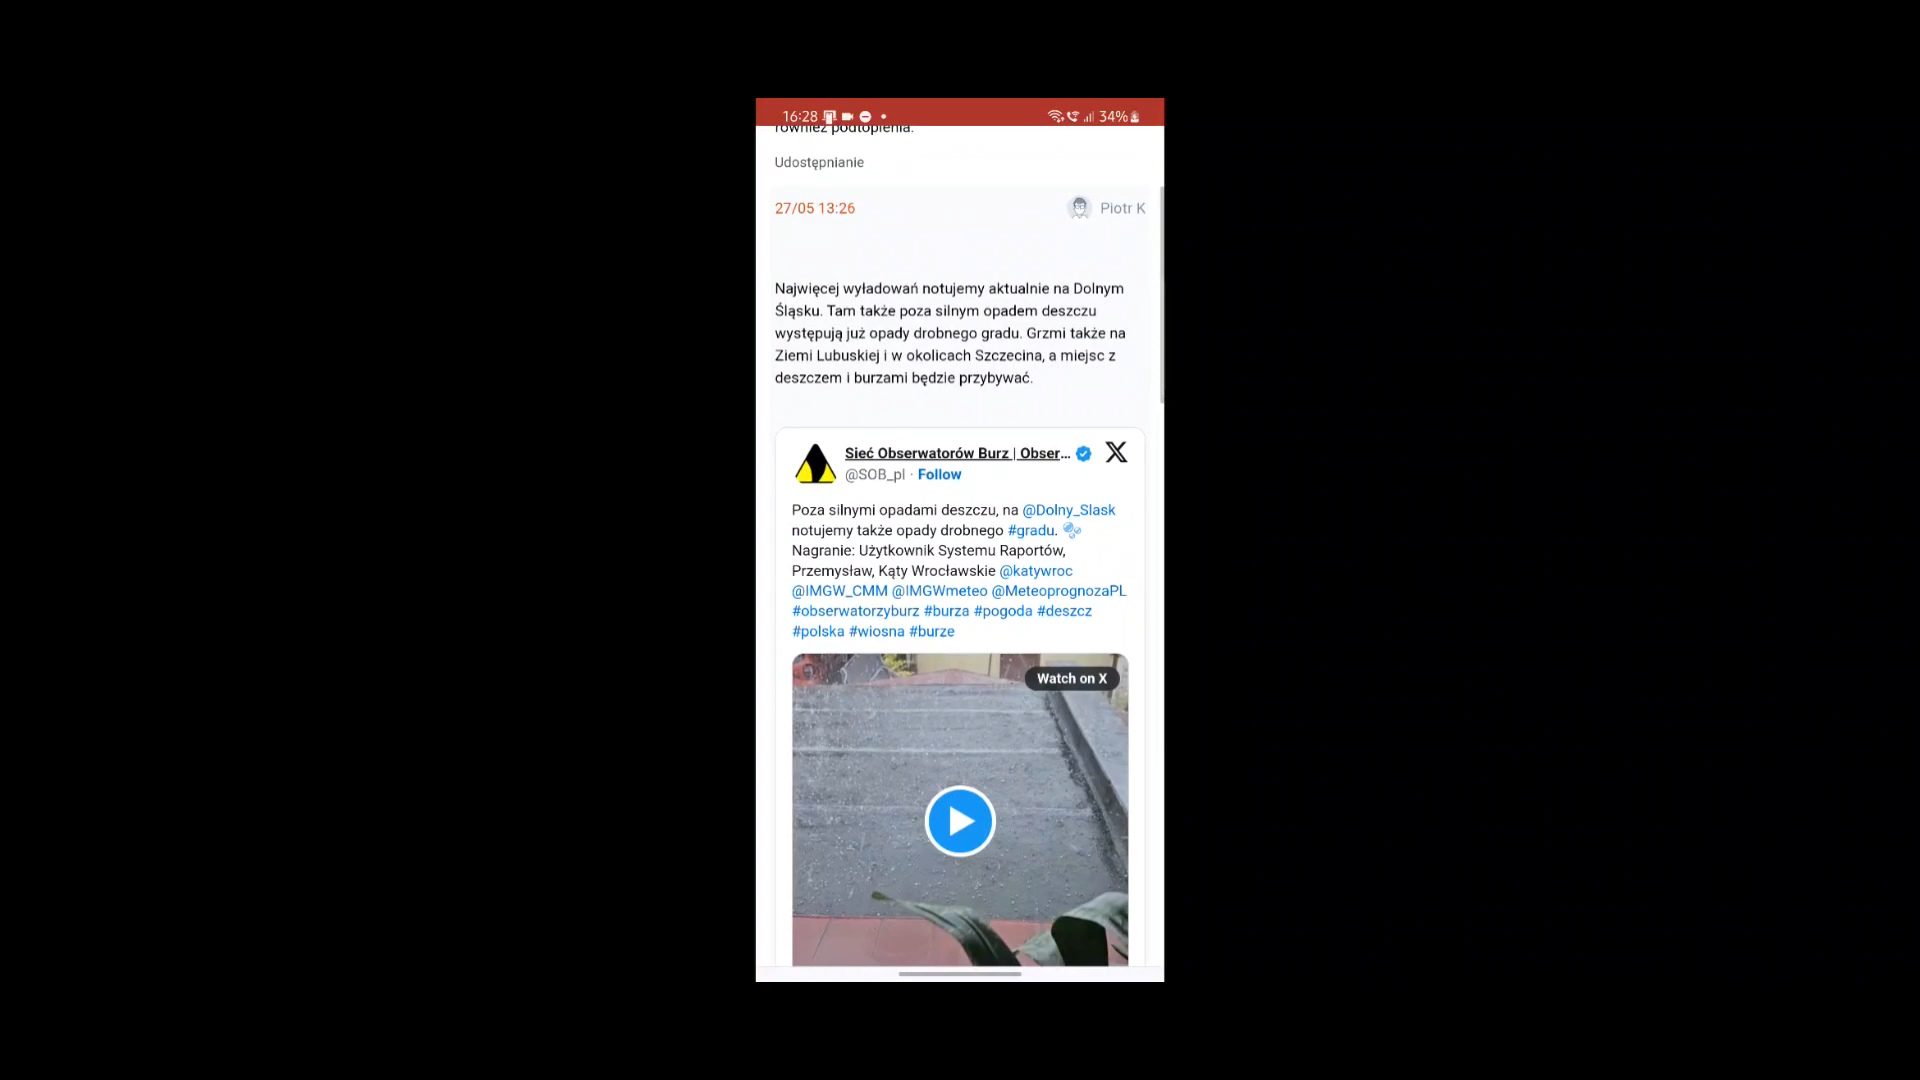 16:28 34%
również podtopienia.
Udostępnianie
27/05 13:26 Piotr K
Najwięcej wyładowań notujemy aktualnie na Dolnym
Śląsku. Tam także poza silnym opadem deszczu
występują już opady drobnego gradu. Grzmi także na
Ziemi Lubuskiej i w okolicach Szczecina, a miejsc z
deszczem i burzami będzie przybywać.
Sieć Obserwatorów Burz | Obser...
@SOB_pl · Follow
Poza silnymi opadami deszczu, na @Dolny_Slask
notujemy także opady drobnego #gradu.
Nagranie: Użytkownik Systemu Raportów,
Przemysław, Kąty Wrocławskie @katywroc
@IMGW_CMM @IMGWmeteo @MeteoprognozaPL
#obserwatorzyburz #burza #pogoda #deszcz
#polska #wiosna #burze
Watch on X